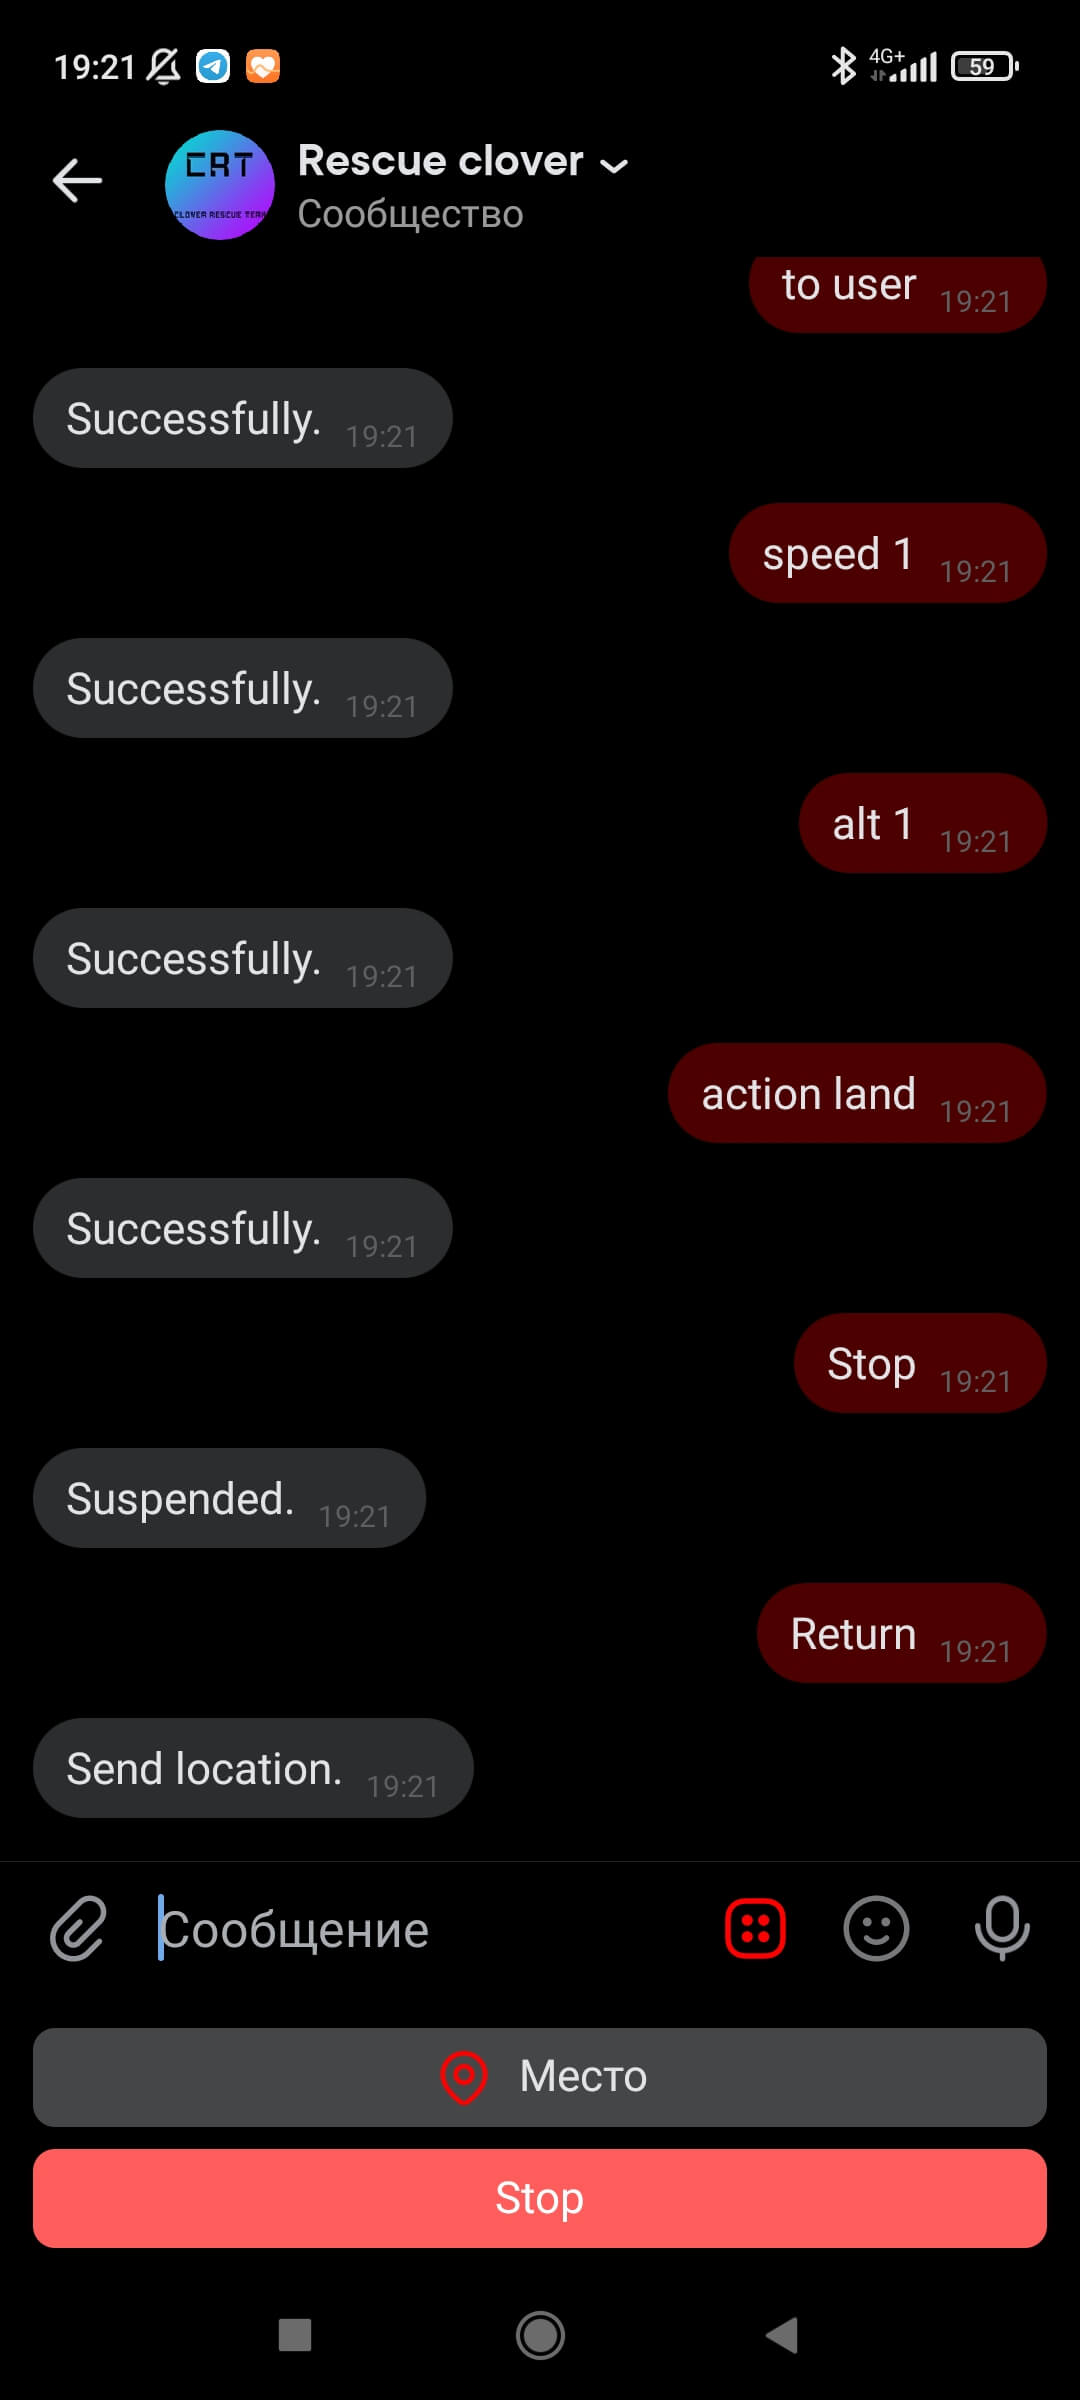 19:21
4G+
59
CRT
CLOVER RESCUE TEAM
Rescue clover
Сообщество
to user 19:21
Successfully. 19:21
speed 1 19:21
Successfully. 19:21
alt 1 19:21
Successfully. 19:21
action land 19:21
Successfully. 19:21
Stop 19:21
Suspended. 19:21
Return 19:21
Send location. 19:21
Сообщение
Место
Stop